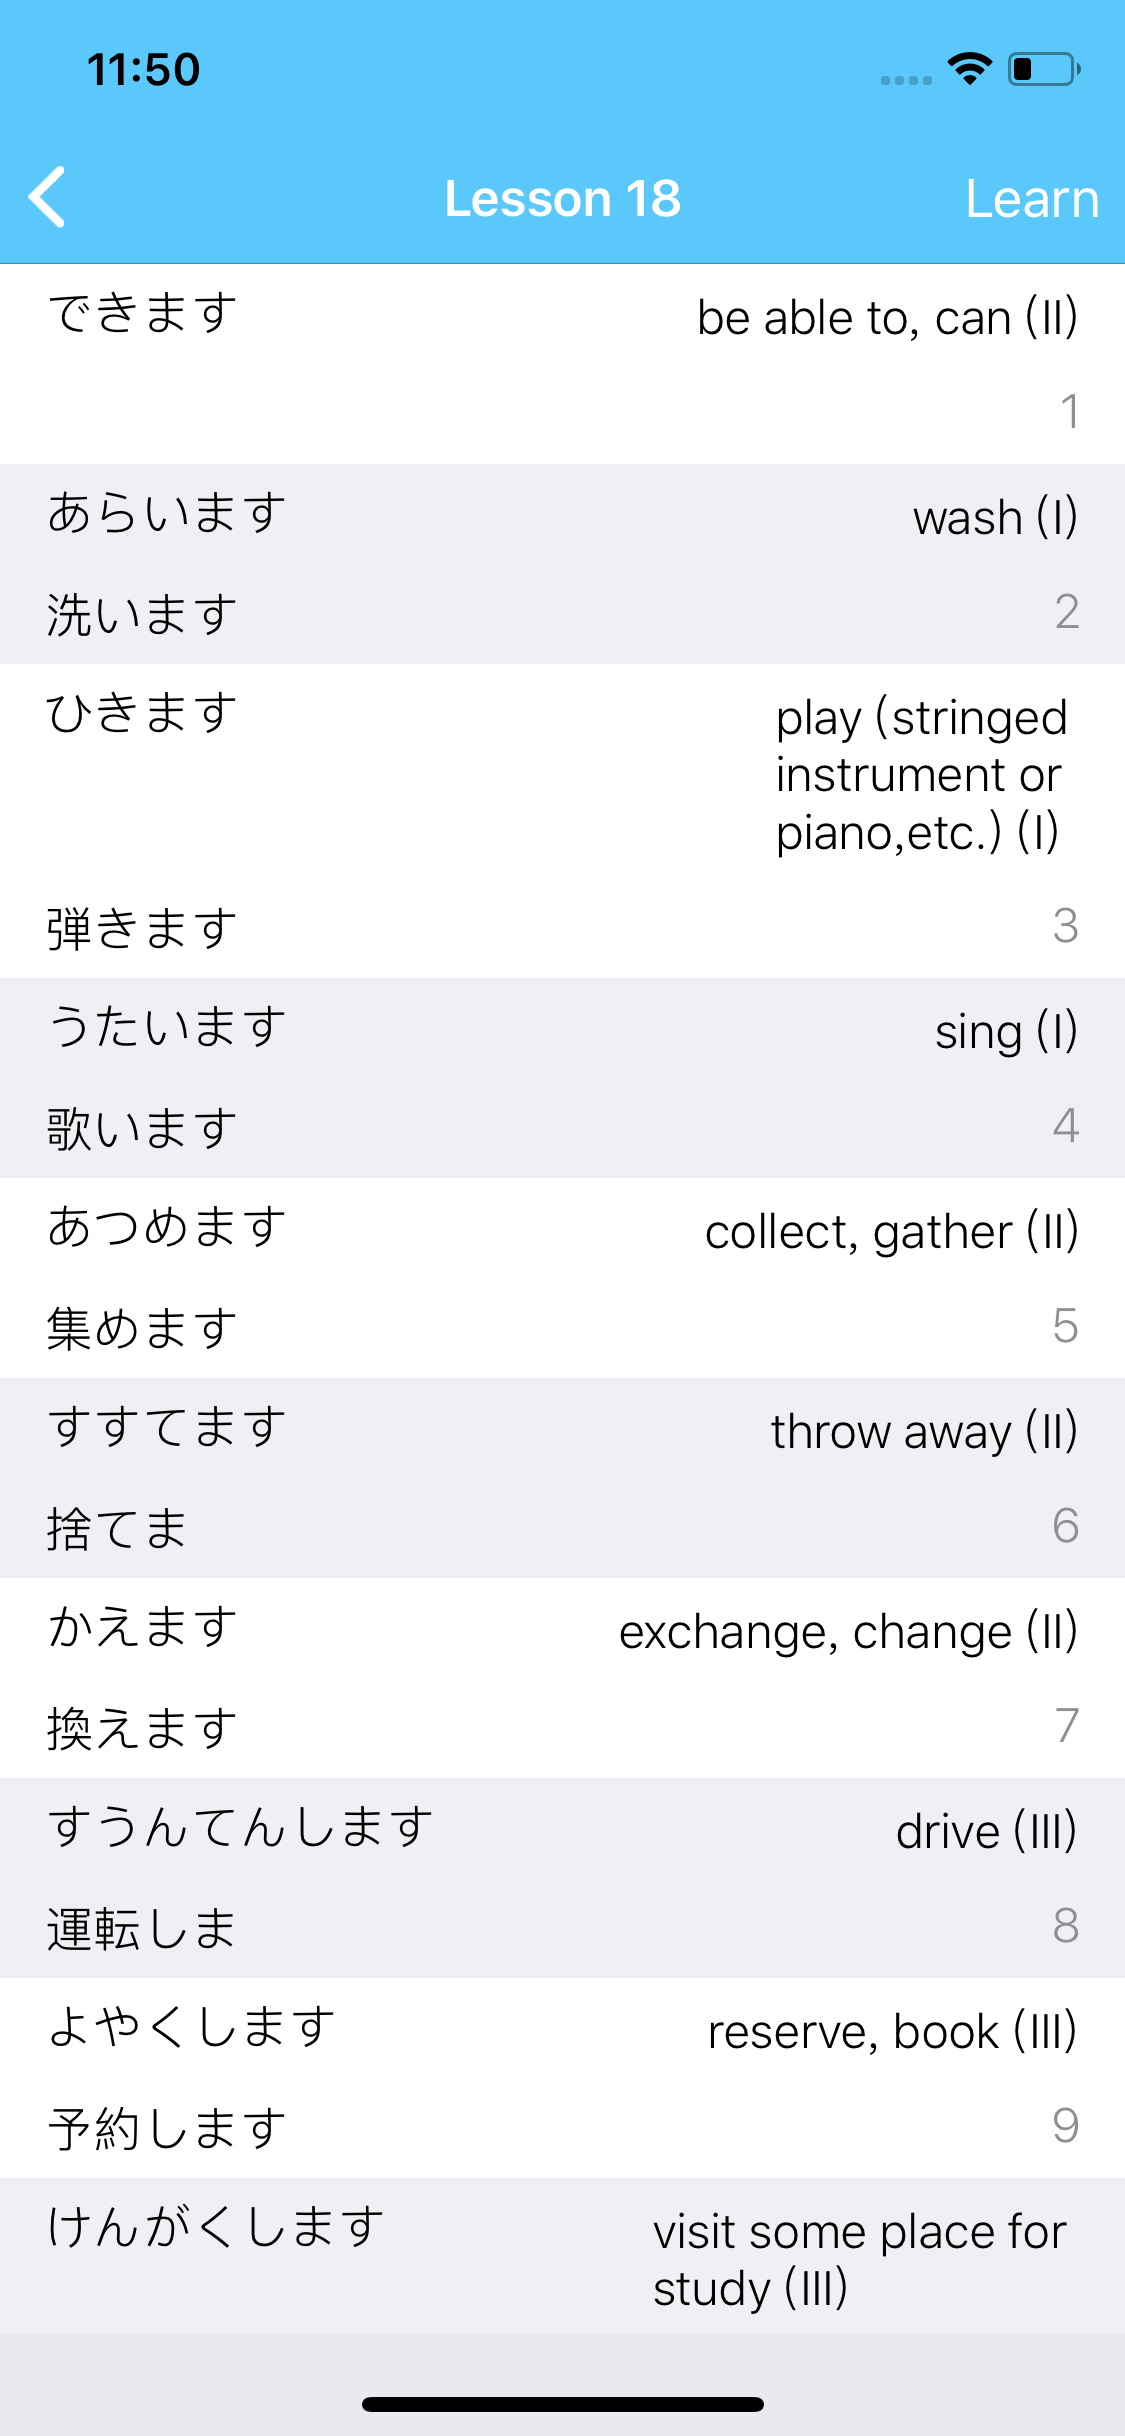 11:50
Lesson 18
Learn
できます
be able to, can (II)
1
あらいます
wash (I)
洗います
2
ひきます
play (stringed
instrument or
piano,etc.) (I)
弾きます
3
うたいます
sing (I)
歌います
4
あつめます
collect, gather (II)
集めます
5
すすてます
throw away (II)
捨てま
6
かえます
exchange, change (II)
換えます
7
すうんてんします
drive (III)
運転しま
8
よやくします
reserve, book (III)
予約します
9
けんがくします
visit some place for
study (III)